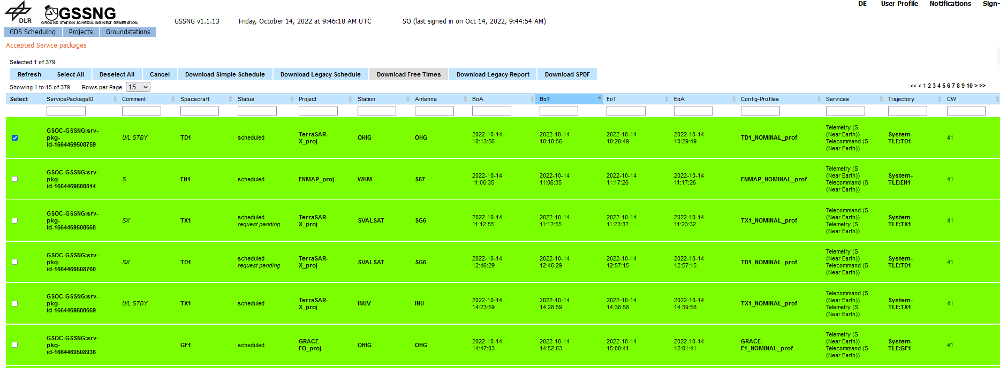 DE User Profile Notifications Sign-
DLR
GSSNG
GROUND STATION SCHEDULING NEXT GENERATION
GSSNG v1.1.13 Friday, October 14, 2022 at 9:46:18 AM UTC SO (last signed in on Oct 14, 2022, 9:44:54 AM)
GDS Scheduling Projects Groundstations
Accepted Service packages
Selected 1 of 379
Refresh Select All Deselect All Cancel Download Simple Schedule Download Legacy Schedule Download Free Times Download Legacy Report Download SPDF
Showing 1 to 15 of 379 Rows per Page 15 << < 1 2 3 4 5 6 7 8 9 10 > >>
Select ServicePackageID Comment Spacecraft Status Project Station Antenna BoA BoT EoT EoA Config-Profiles Services Trajectory CW
GSOC-GSSNG:srv-
pkg-
id-1664469508759
U/L STBY
TD1
scheduled
TerraSAR-
X_proj
OHIG
OHG
2022-10-14
10:13:56
2022-10-14
10:18:56
2022-10-14
10:28:49
2022-10-14
10:29:49
TD1_NOMINAL_prof
Telemetry (S
(Near Earth))
Telecommand (S
(Near Earth))
System-
TLE:TD1
41
GSOC-GSSNG:srv-
pkg-
id-1664469508814
S
EN1
scheduled
ENMAP_proj
WHM
S67
2022-10-14
11:06:35
2022-10-14
11:06:35
2022-10-14
11:17:26
2022-10-14
11:17:26
ENMAP_NOMINAL_prof
Telemetry (S
(Near Earth))
Telecommand (S
(Near Earth))
System-
TLE:EN1
41
GSOC-GSSNG:srv-
pkg-
id-1664469508668
SX
TX1
scheduled
request pending
TerraSAR-
X_proj
SVALSAT
SG6
2022-10-14
11:12:55
2022-10-14
11:12:55
2022-10-14
11:23:32
2022-10-14
11:23:32
TX1_NOMINAL_prof
Telecommand (S
(Near Earth))
Telemetry (S
(Near Earth))
System-
TLE:TX1
41
GSOC-GSSNG:srv-
pkg-
id-1664469508760
SX
TD1
scheduled
request pending
TerraSAR-
X_proj
SVALSAT
SG6
2022-10-14
12:46:29
2022-10-14
12:46:29
2022-10-14
12:57:15
2022-10-14
12:57:15
TD1_NOMINAL_prof
Telemetry (S
(Near Earth))
Telecommand (S
(Near Earth))
System-
TLE:TD1
41
GSOC-GSSNG:srv-
pkg-
id-1664469508669
U/L STBY
TX1
scheduled
TerraSAR-
X_proj
INUV
INU
2022-10-14
14:23:59
2022-10-14
14:28:59
2022-10-14
14:38:58
2022-10-14
14:39:58
TX1_NOMINAL_prof
Telecommand (S
(Near Earth))
Telemetry (S
(Near Earth))
System-
TLE:TX1
41
GSOC-GSSNG:srv-
pkg-
id-1664469508936
GF1
scheduled
GRACE-
FO_proj
OHIG
OHG
2022-10-14
14:47:03
2022-10-14
14:52:03
2022-10-14
15:00:41
2022-10-14
15:01:41
GRACE-
F1_NOMINAL_prof
Telemetry (S
(Near Earth))
Telecommand (S
(Near Earth))
System-
TLE:GF1
41